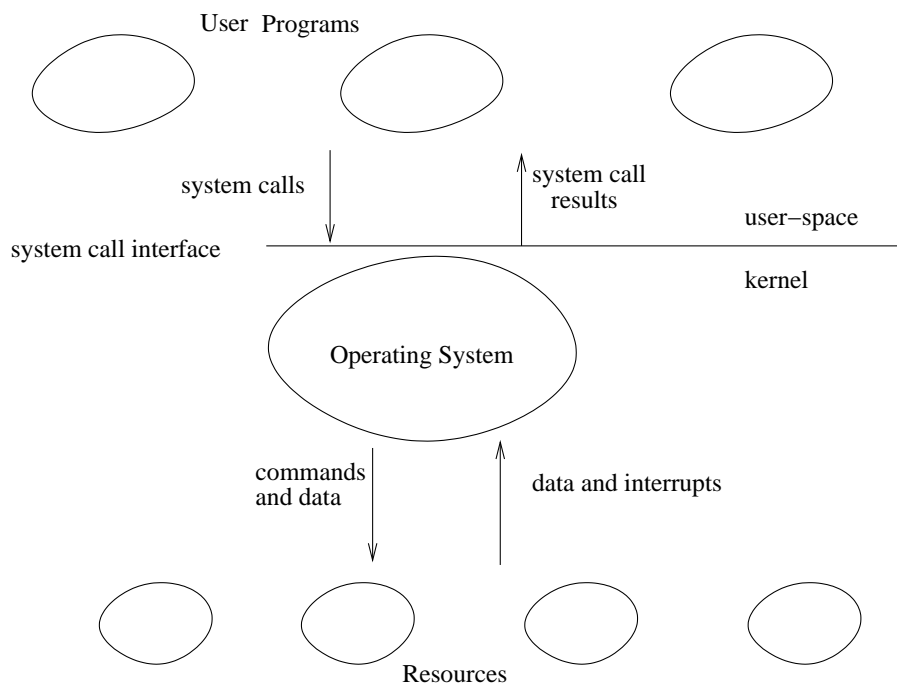 User Programs
system calls
system call
results
user−space
system call interface
kernel
Operating System
commands
and data
data and interrupts
Resources